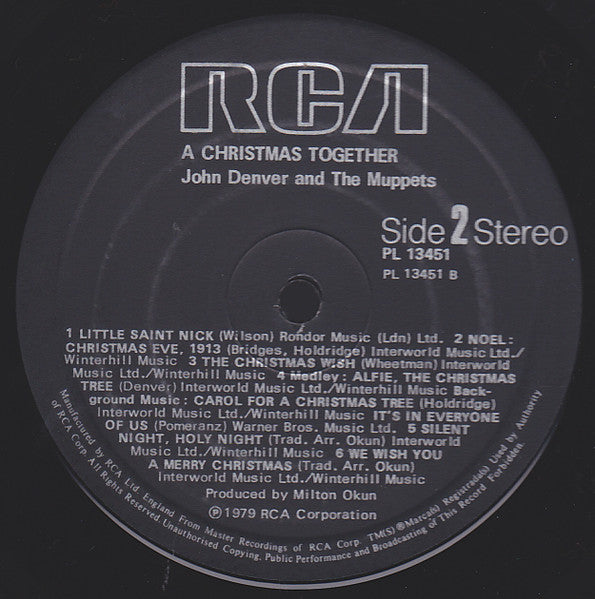 RCA
A CHRISTMAS TOGETHER
John Denver and The Muppets
Side 2 Stereo
PL 13451
PL 13451 B
1 LITTLE SAINT NICK (Wilson) Rondor Music (Ldn) Ltd. 2 NOEL:
CHRISTMAS EVE, 1913 (Bridges, Holdridge) Interworld Music Ltd./
Winterhill Music 3 THE CHRISTMAS WISH (Wheetman) Interworld
Music Ltd./Winterhill Music 4 Medley: ALFIE, THE CHRISTMAS
TREE (Denver) Interworld Music Ltd./Winterhill Music Back-
ground Music: CAROL FOR A CHRISTMAS TREE (Holdridge)
Interworld Music Ltd./Winterhill Music IT'S IN EVERYONE
OF US (Pomeranz) Warner Bros. Music Ltd. 5 SILENT
NIGHT, HOLY NIGHT (Trad. Arr. Okun) Interworld
Music Ltd./Winterhill Music 6 WE WISH YOU
A MERRY CHRISTMAS (Trad. Arr. Okun)
Interworld Music Ltd./Winterhill Music
Produced by Milton Okun
Ⓟ 1979 RCA Corporation
Manufactured by RCA Ltd. England. From Master Recordings of RCA Corp. TM(S) ® Marca(s) Registrada(s) Used by Authority
of RCA Corp. All Rights Reserved Unauthorised Copying, Public Performance and Broadcasting of This Record Forbidden.